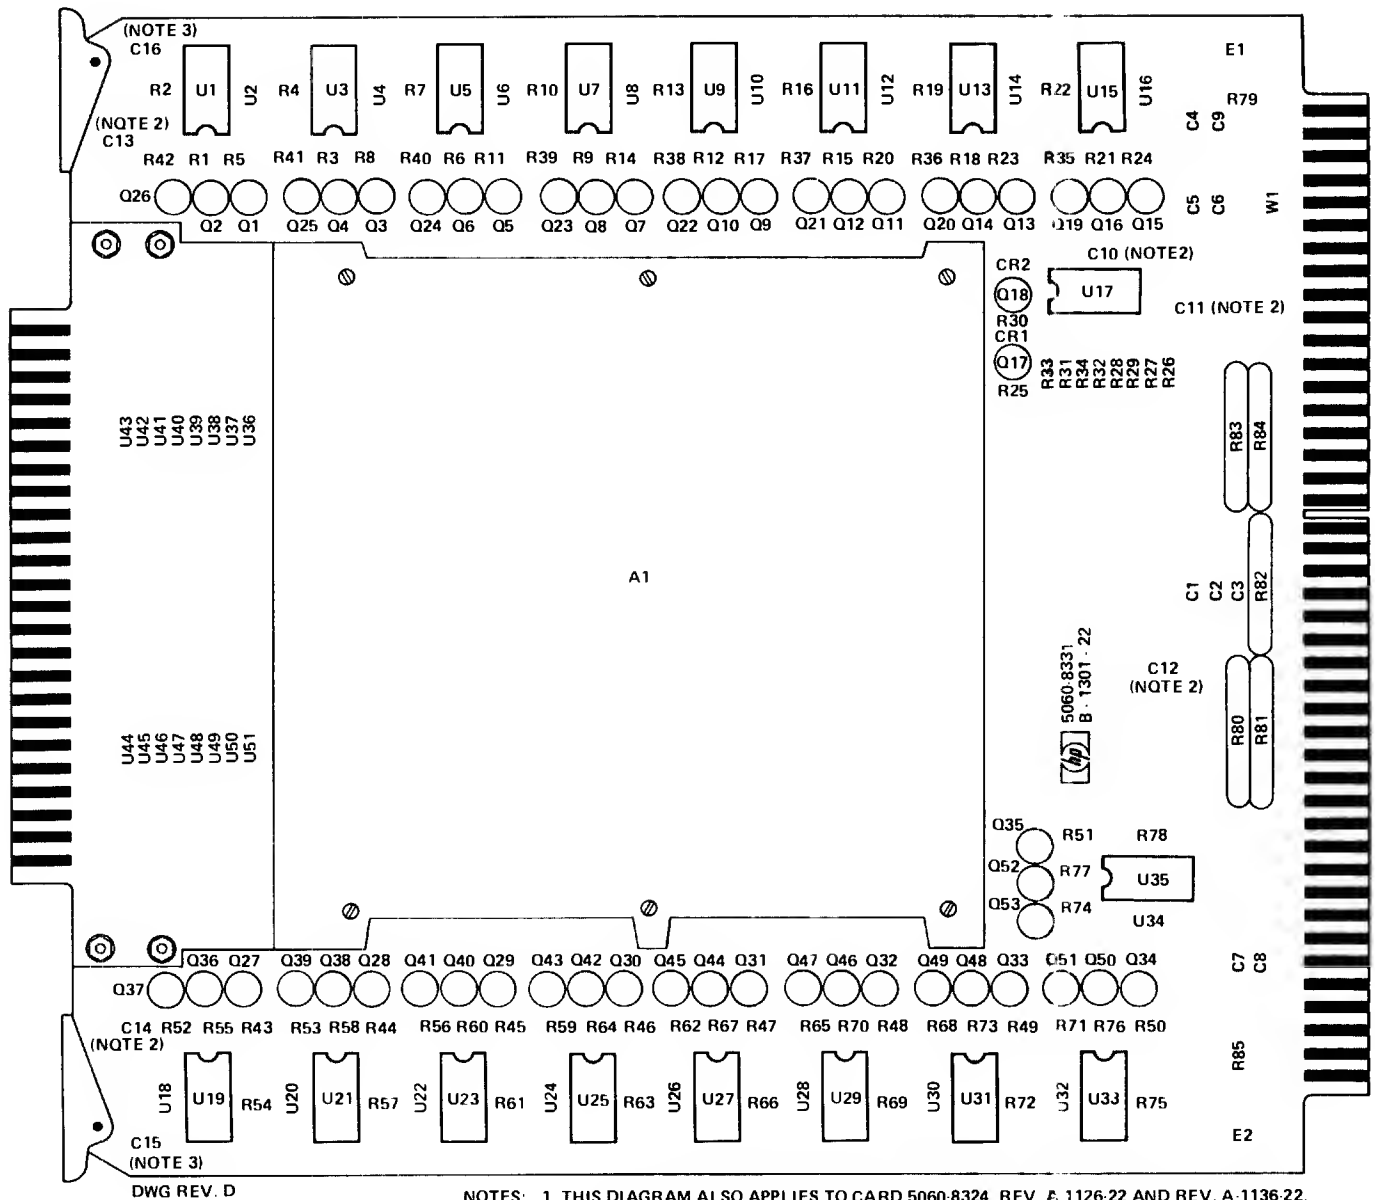 (NOTE 3)
C16
E1
R2 U1 U2 R4 U3 U4 R7 U5 U6 R10 U7 U8 R13 U9 U10 R16 U11 U12 R19 U13 U14 R22 U15 U16
R79
C4 C9
(NOTE 2)
C13
R42 R1 R5 R41 R3 R8 R40 R6 R11 R39 R9 R14 R38 R12 R17 R37 R15 R20 R36 R18 R23 R35 R21 R24
Q26
C5 C6 W1
Q2 Q1 Q25 Q4 Q3 Q24 Q6 Q5 Q23 Q8 Q7 Q22 Q10 Q9 Q21 Q12 Q11 Q20 Q14 Q13 Q19 Q16 Q15
C10 (NOTE2)
CR2
Q18
U17
C11 (NOTE 2)
R30
CR1
Q17
R25
R33 R31 R34 R32 R28 R29 R27 R26
U43 U42 U41 U40 U39 U38 U37 U36
R83 R84
A1
C1 C2 C3 R82
5060-8331
B - 1301 - 22
hp
C12
(NOTE 2)
R80 R81
U44 U45 U46 U47 U48 U49 U50 U51
Q35 R51 R78
Q52 R77 U35
Q53 R74 U34
Q36 Q27 Q39 Q38 Q28 Q41 Q40 Q29 Q43 Q42 Q30 Q45 Q44 Q31 Q47 Q46 Q32 Q49 Q48 Q33 Q51 Q50 Q34
C7 C8
Q37
C14 R52 R55 R43 R53 R58 R44 R56 R60 R45 R59 R64 R46 R62 R67 R47 R65 R70 R48 R68 R73 R49 R71 R76 R50
(NOTE 2)
R85
U18 U19 R54 U20 U21 R57 U22 U23 R61 U24 U25 R63 U26 U27 R66 U28 U29 R69 U30 U31 R72 U32 U33 R75
C15
(NOTE 3)
E2
DWG REV. D
NOTES: 1. THIS DIAGRAM ALSO APPLIES TO CARD 5060-8324, REV. 1126-22 AND REV. A-1136-22.